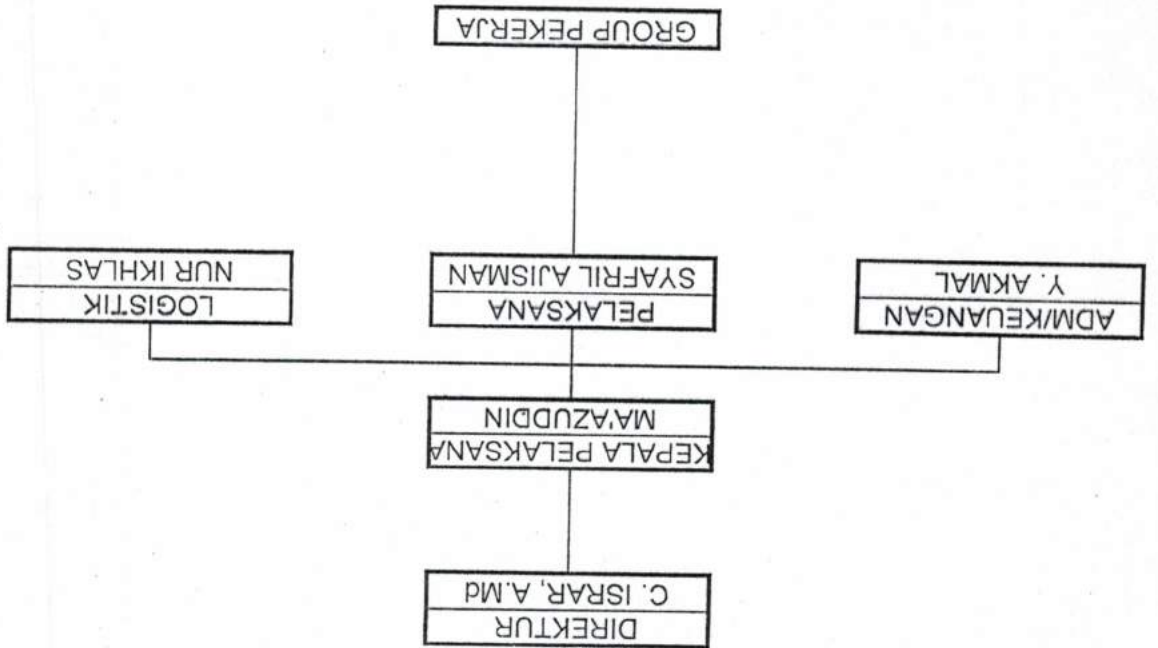 DIREKTUR
C. ISRAR, A.Md
KEPALA PELAKSANA
MA'AZUDDIN
ADM/KEUANGAN
Y. AKMAL
PELAKSANA
SYAFRIL AJISMAN
LOGISTIK
NUR IKHLAS
GROUP PEKERJA